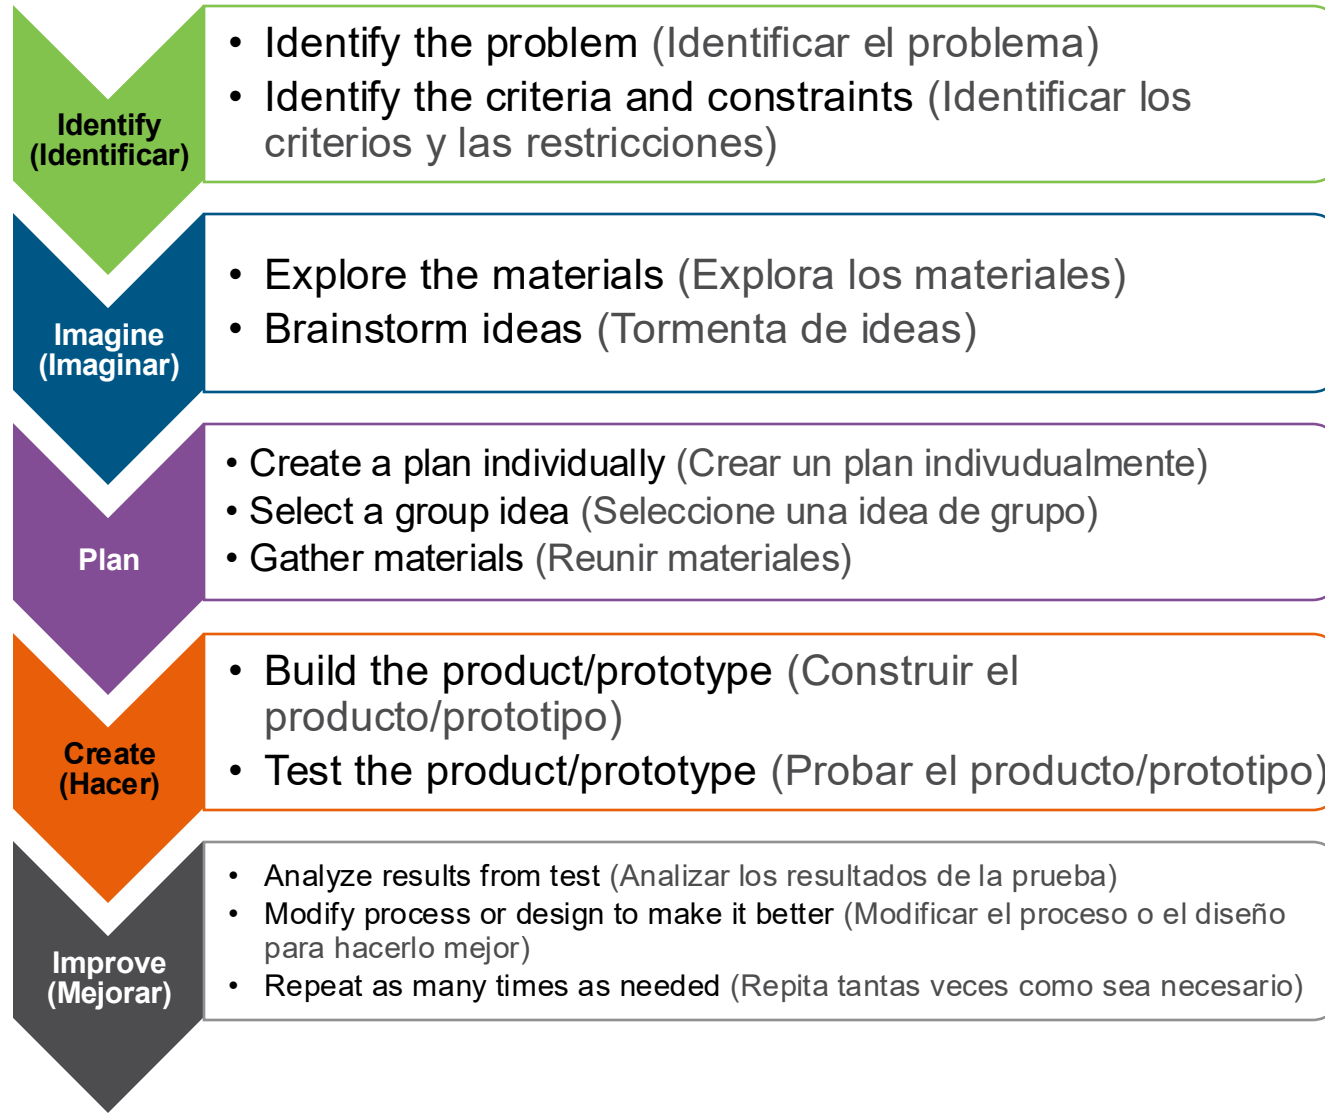 Identify
(Identificar)
• Identify the problem (Identificar el problema)
• Identify the criteria and constraints (Identificar los
criterios y las restricciones)
Imagine
(Imaginar)
• Explore the materials (Explora los materiales)
• Brainstorm ideas (Tormenta de ideas)
Plan
• Create a plan individually (Crear un plan indivudualmente)
• Select a group idea (Seleccione una idea de grupo)
• Gather materials (Reunir materiales)
Create
(Hacer)
• Build the product/prototype (Construir el
producto/prototipo)
• Test the product/prototype (Probar el producto/prototipo)
Improve
(Mejorar)
• Analyze results from test (Analizar los resultados de la prueba)
• Modify process or design to make it better (Modificar el proceso o el diseño
para hacerlo mejor)
• Repeat as many times as needed (Repita tantas veces como sea necesario)